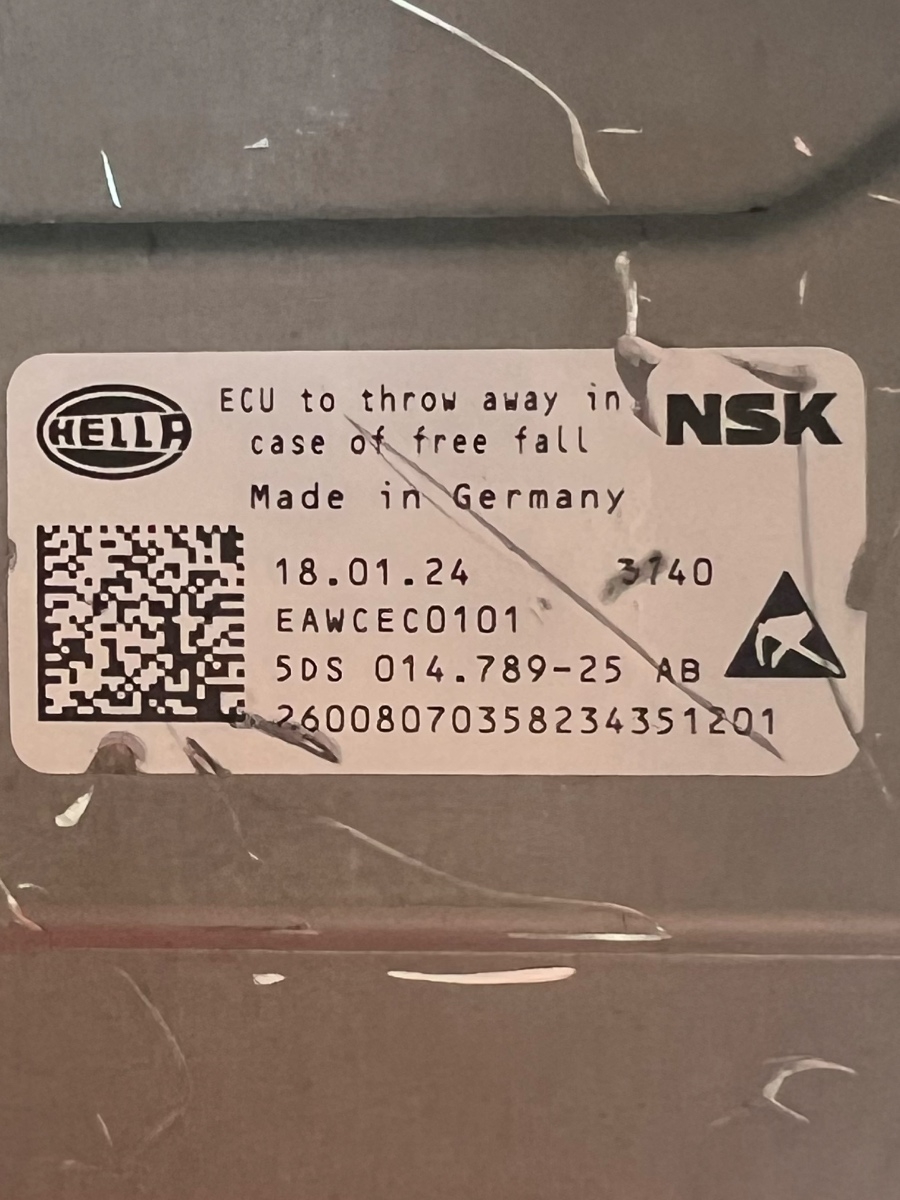 HELLA
ECU to throw away in
case of free fall
NSK
Made in Germany
18.01.24 3740
EAWCEC0101
5DS 014.789-25 AB
26008070358234351201